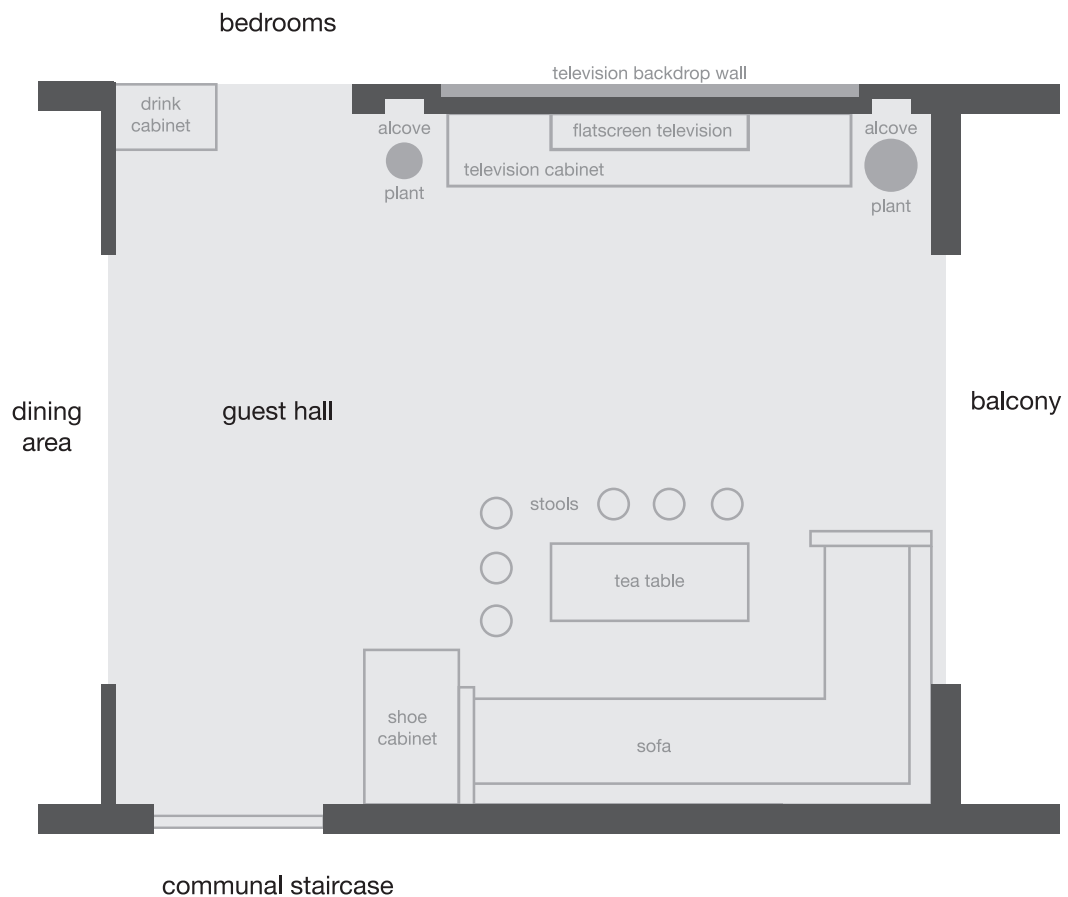 bedrooms
television backdrop wall
drink
cabinet
alcove
flatscreen television
alcove
television cabinet
plant
plant
dining
area
guest hall
balcony
stools
tea table
shoe
cabinet
sofa
communal staircase